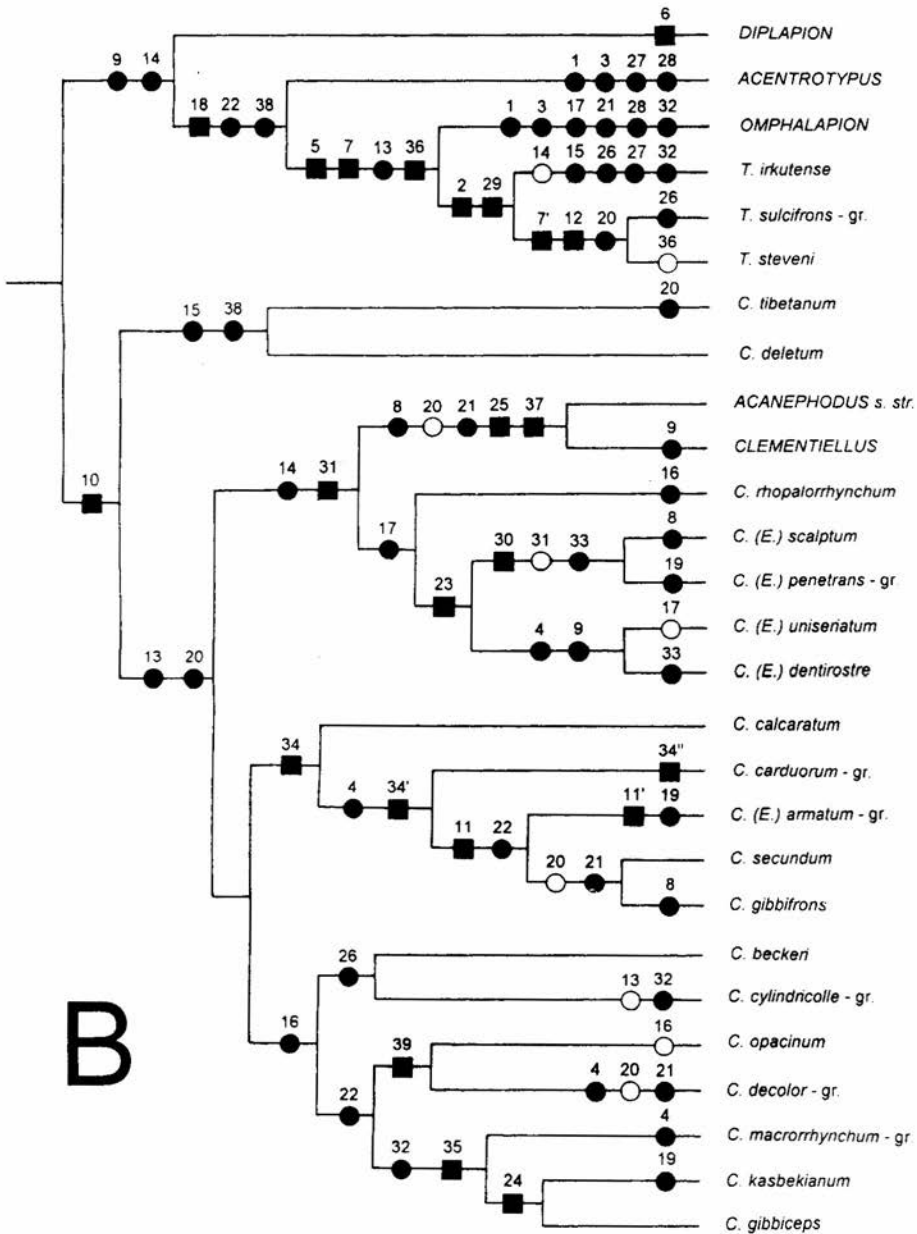 6
DIPLAPION
9 14
1 3 27 28
ACENTROTYPUS
18 22 38
1 3 17 21 28 32
OMPHALAPION
5 7 13 36
14 15 26 27 32
T. irkutense
2 29
26
T. sulcifrons - gr.
7' 12 20
36
T. steveni
20
C. tibetanum
15 38
C. deletum
8 20 21 25 37
ACANEPHODUS s. str.
9
CLEMENTIELLUS
14 31
10
16
C. rhopalorrhynchum
17
30 31 33
8
C. (E.) scalptum
19
C. (E.) penetrans - gr.
23
17
C. (E.) uniseriatum
4 9
33
C. (E.) dentirostre
13 20
C. calcaratum
34
34"
C. carduorum - gr.
4 34'
11' 19
C. (E.) armatum - gr.
11 22
C. secundum
20 21
8
C. gibbifrons
C. beckeri
26
13 32
C. cylindricolle - gr.
16
16
C. opacinum
39
4 20 21
C. decolor - gr.
22
4
C. macrorrhynchum - gr.
32 35
19
C. kasbekianum
24
C. gibbiceps
B